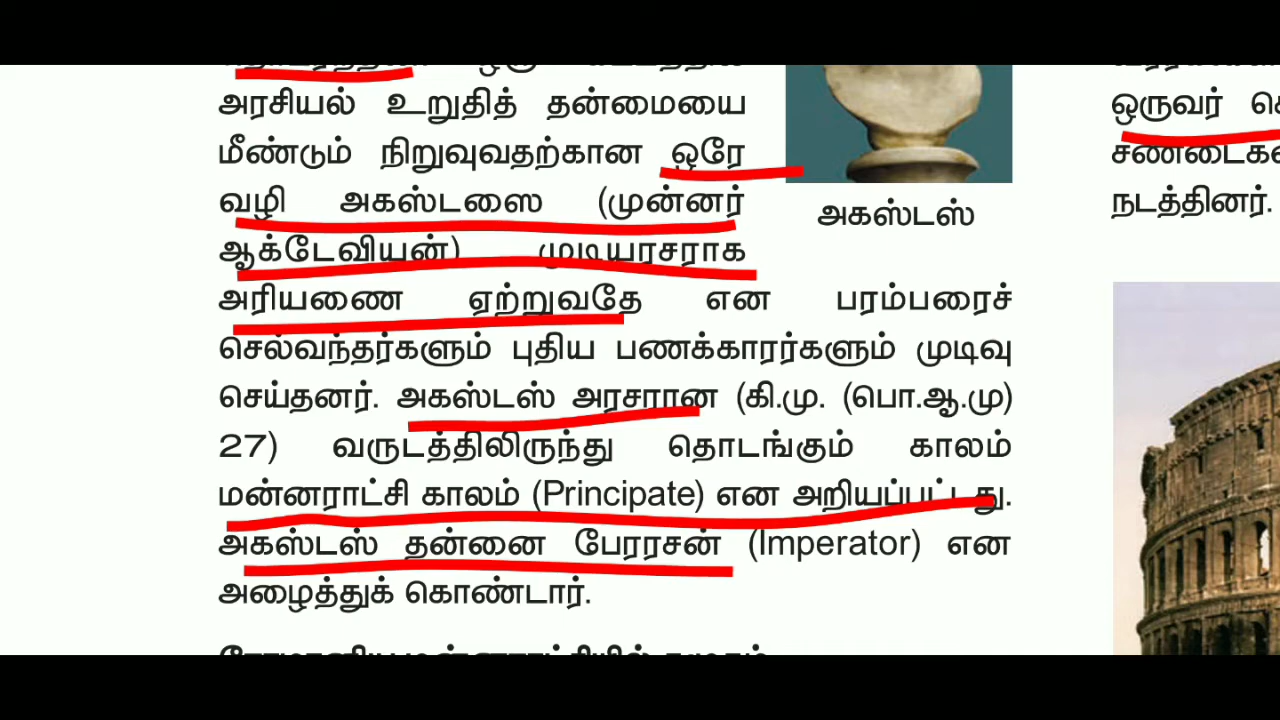 அரசியல் உறுதித் தன்மையை
மீண்டும் நிறுவுவதற்கான ஒரே
வழி அகஸ்டஸை (முன்னர்
ஆக்டேவியன்) முடியரசராக
அரியணை ஏற்றுவதே என பரம்பரைச்
செல்வந்தர்களும் புதிய பணக்காரர்களும் முடிவு
செய்தனர். அகஸ்டஸ் அரசரான (கி.மு. (பொ.ஆ.மு)
27) வருடத்திலிருந்து தொடங்கும் காலம்
மன்னராட்சி காலம் (Principate) என அறியப்பட்டது.
அகஸ்டஸ் தன்னை பேரரசன் (Imperator) என
அழைத்துக் கொண்டார்.
அகஸ்டஸ்
ஒருவர்
நடத்தினர்.